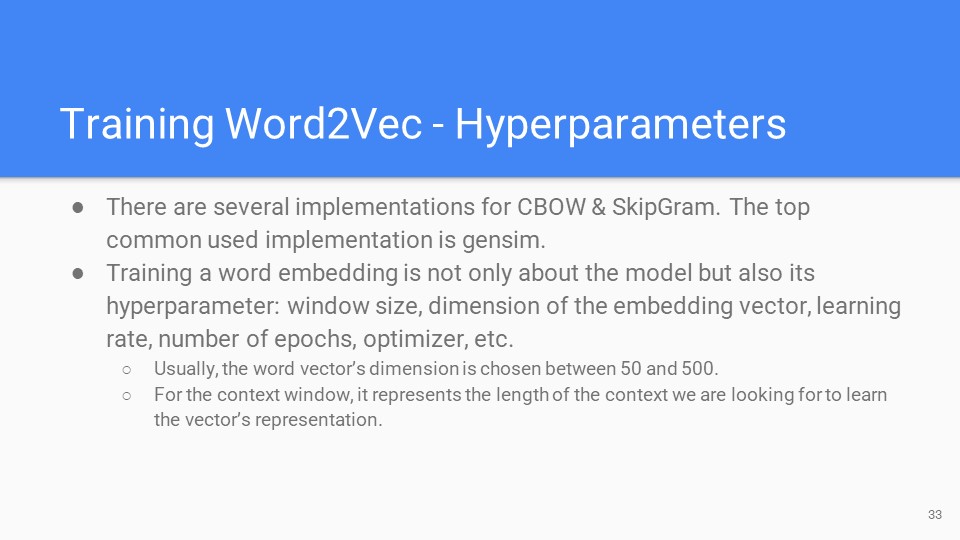 Training Word2Vec - Hyperparameters
● There are several implementations for CBOW & SkipGram. The top
common used implementation is gensim.
● Training a word embedding is not only about the model but also its
hyperparameter: window size, dimension of the embedding vector, learning
rate, number of epochs, optimizer, etc.
○ Usually, the word vector’s dimension is chosen between 50 and 500.
○ For the context window, it represents the length of the context we are looking for to learn
the vector’s representation.
33